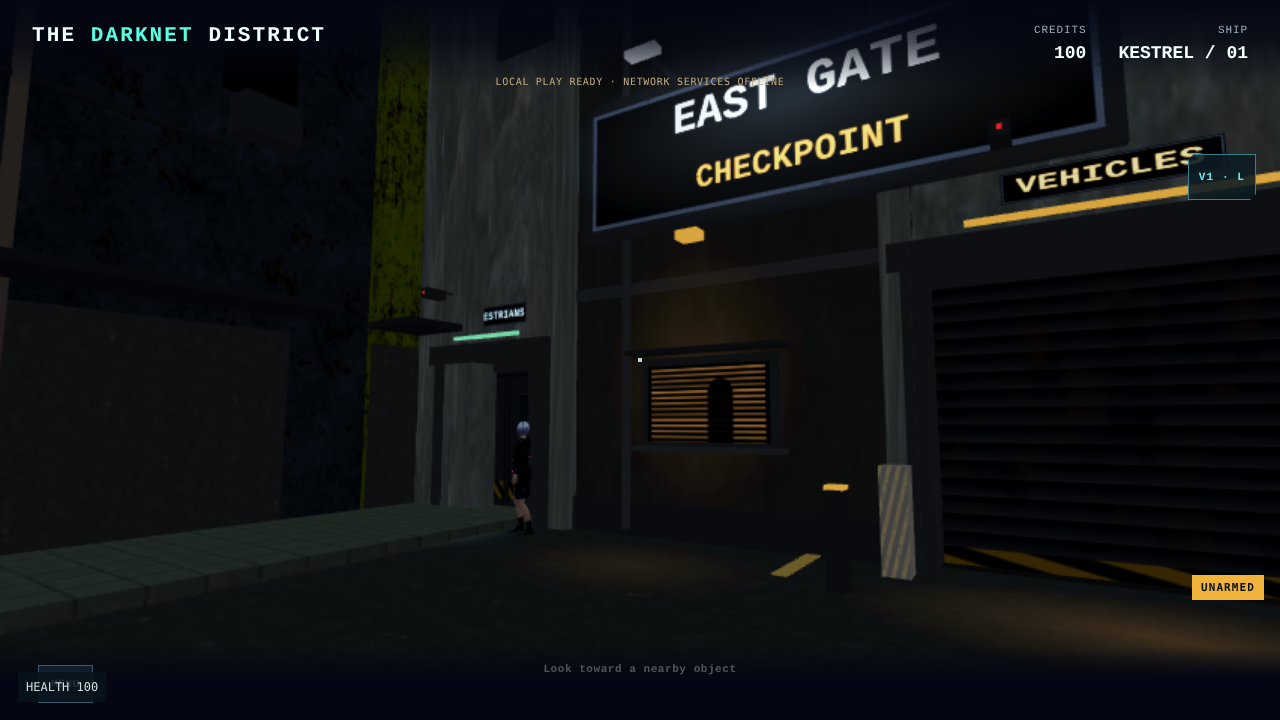 THE DARKNET DISTRICT
CREDITS
100
SHIP
KESTREL / 01
LOCAL PLAY READY · NETWORK SERVICES OFFLINE
EAST GATE
CHECKPOINT
VEHICLES
V1 · L
ESTRIANS
UNARMED
Look toward a nearby object
HEALTH 100